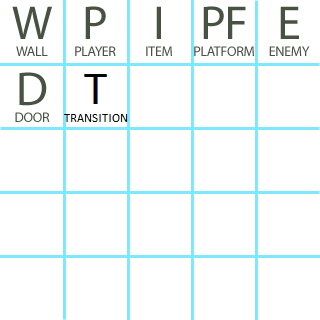 W P I PF E
WALL PLAYER ITEM PLATFORM ENEMY
D T
DOOR TRANSITION